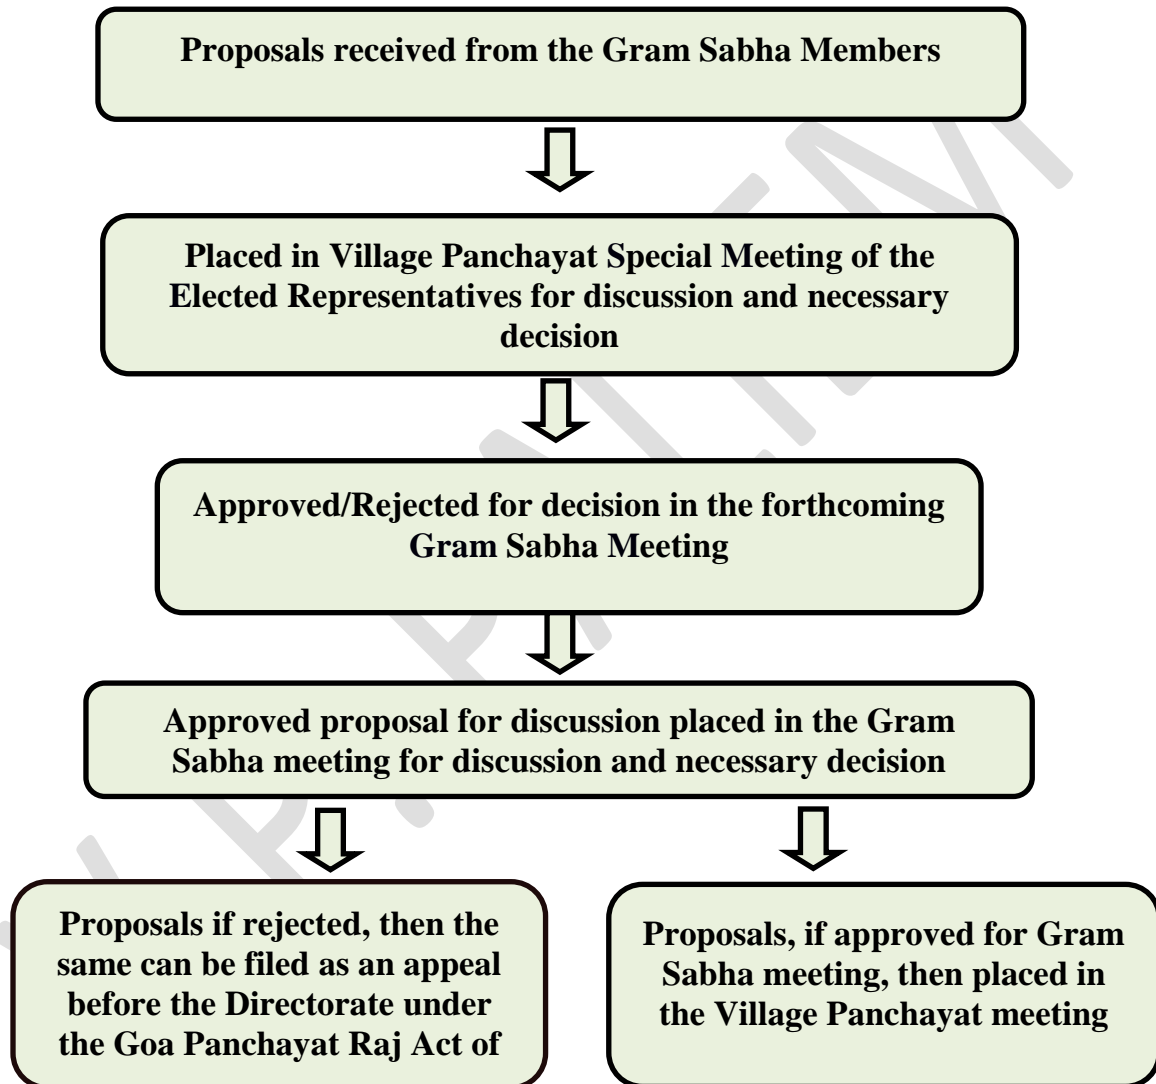 Proposals received from the Gram Sabha Members
Placed in Village Panchayat Special Meeting of the
Elected Representatives for discussion and necessary
decision
Approved/Rejected for decision in the forthcoming
Gram Sabha Meeting
Approved proposal for discussion placed in the Gram
Sabha meeting for discussion and necessary decision
Proposals if rejected, then the
same can be filed as an appeal
before the Directorate under
the Goa Panchayat Raj Act of
Proposals, if approved for Gram
Sabha meeting, then placed in
the Village Panchayat meeting